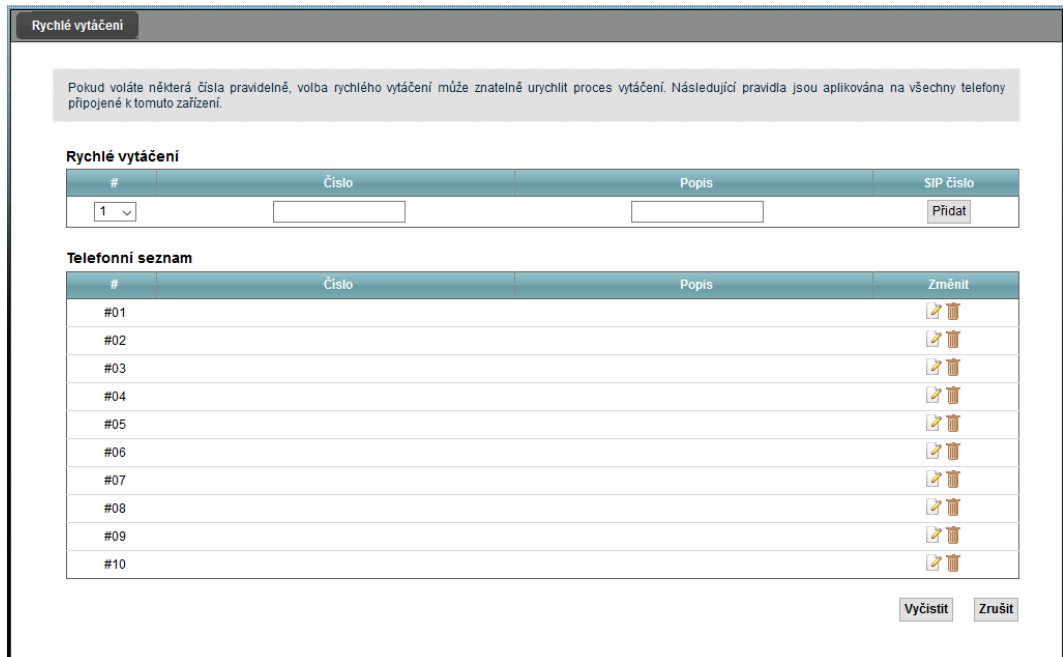 Rychlé vytáčení
Pokud voláte některá čísla pravidelně, volba rychlého vytáčení může znatelně urychlit proces vytáčení. Následující pravidla jsou aplikována na všechny telefony
připojené k tomuto zařízení.
Rychlé vytáčení
# Číslo Popis SIP číslo
1 Přidat
Telefonní seznam
# Číslo Popis Změnit
#01
#02
#03
#04
#05
#06
#07
#08
#09
#10
Vyčistit Zrušit